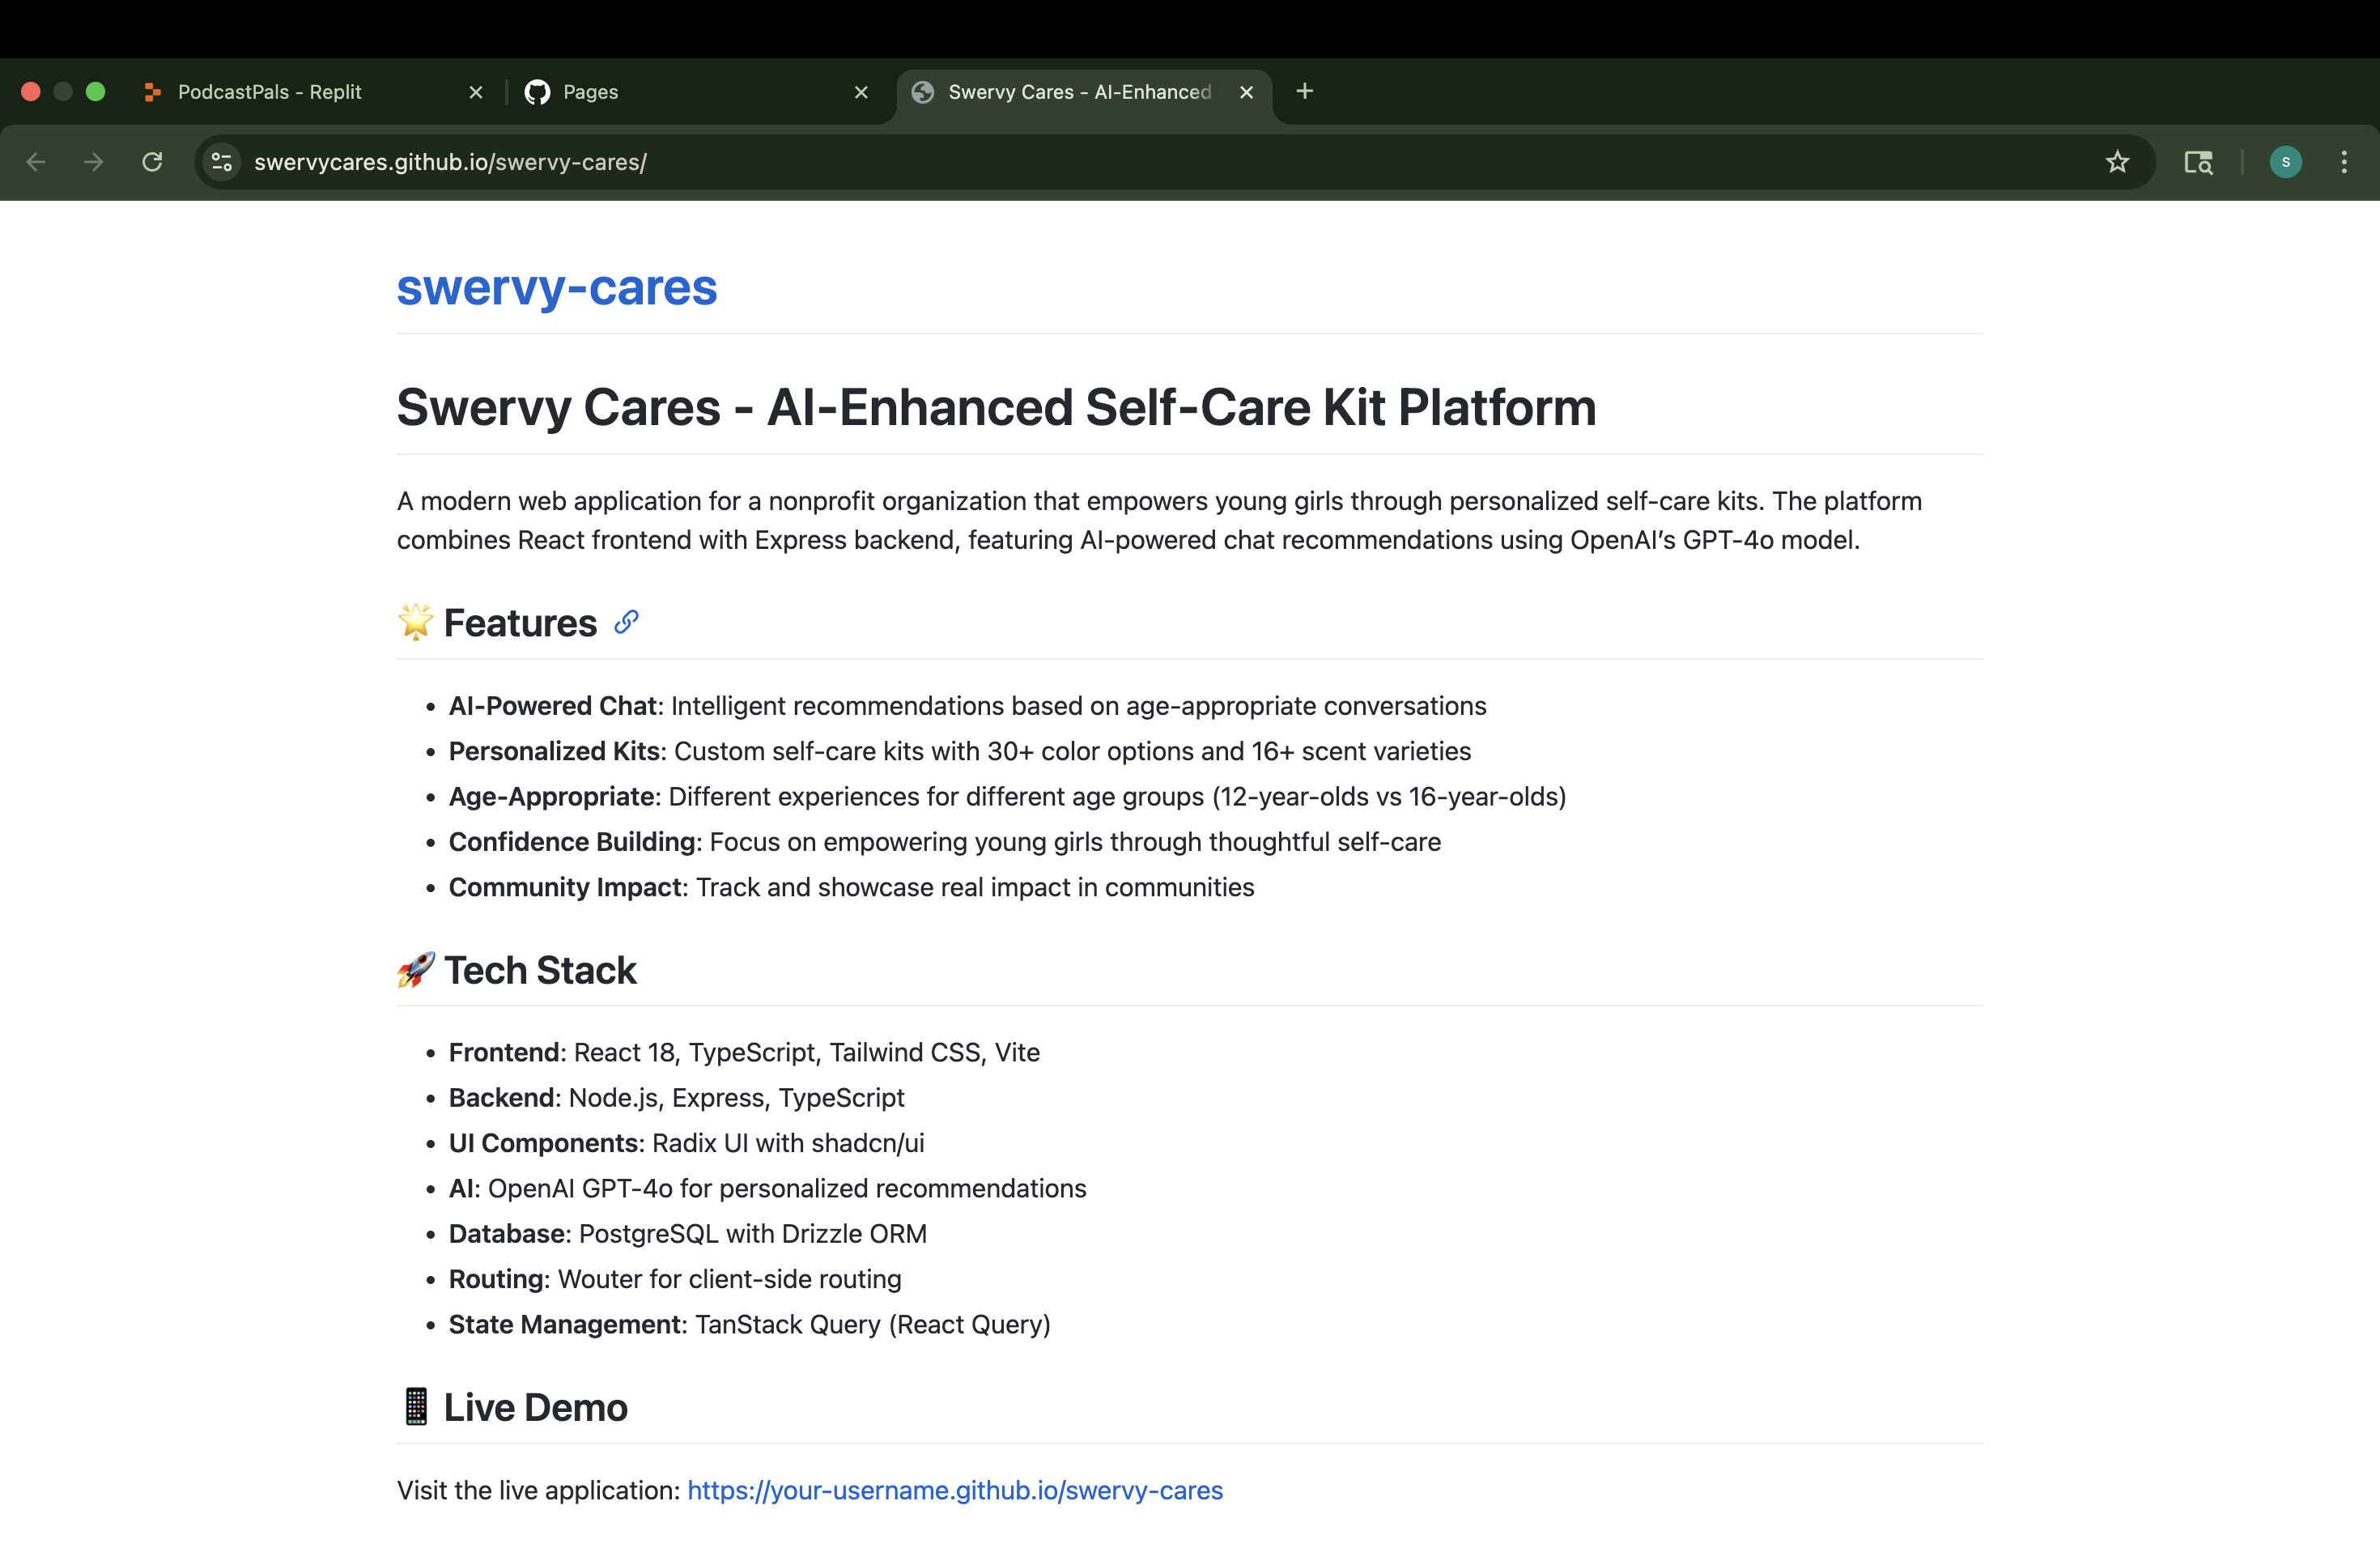 PodcastPals - Replit
Pages
Swervy Cares - AI-Enhanced
swervycares.github.io/swervy-cares/
s
swervy-cares
Swervy Cares - AI-Enhanced Self-Care Kit Platform
A modern web application for a nonprofit organization that empowers young girls through personalized self-care kits. The platform
combines React frontend with Express backend, featuring AI-powered chat recommendations using OpenAI’s GPT-4o model.
🌟 Features
• AI-Powered Chat: Intelligent recommendations based on age-appropriate conversations
• Personalized Kits: Custom self-care kits with 30+ color options and 16+ scent varieties
• Age-Appropriate: Different experiences for different age groups (12-year-olds vs 16-year-olds)
• Confidence Building: Focus on empowering young girls through thoughtful self-care
• Community Impact: Track and showcase real impact in communities
🚀 Tech Stack
• Frontend: React 18, TypeScript, Tailwind CSS, Vite
• Backend: Node.js, Express, TypeScript
• UI Components: Radix UI with shadcn/ui
• AI: OpenAI GPT-4o for personalized recommendations
• Database: PostgreSQL with Drizzle ORM
• Routing: Wouter for client-side routing
• State Management: TanStack Query (React Query)
📱 Live Demo
Visit the live application: https://your-username.github.io/swervy-cares